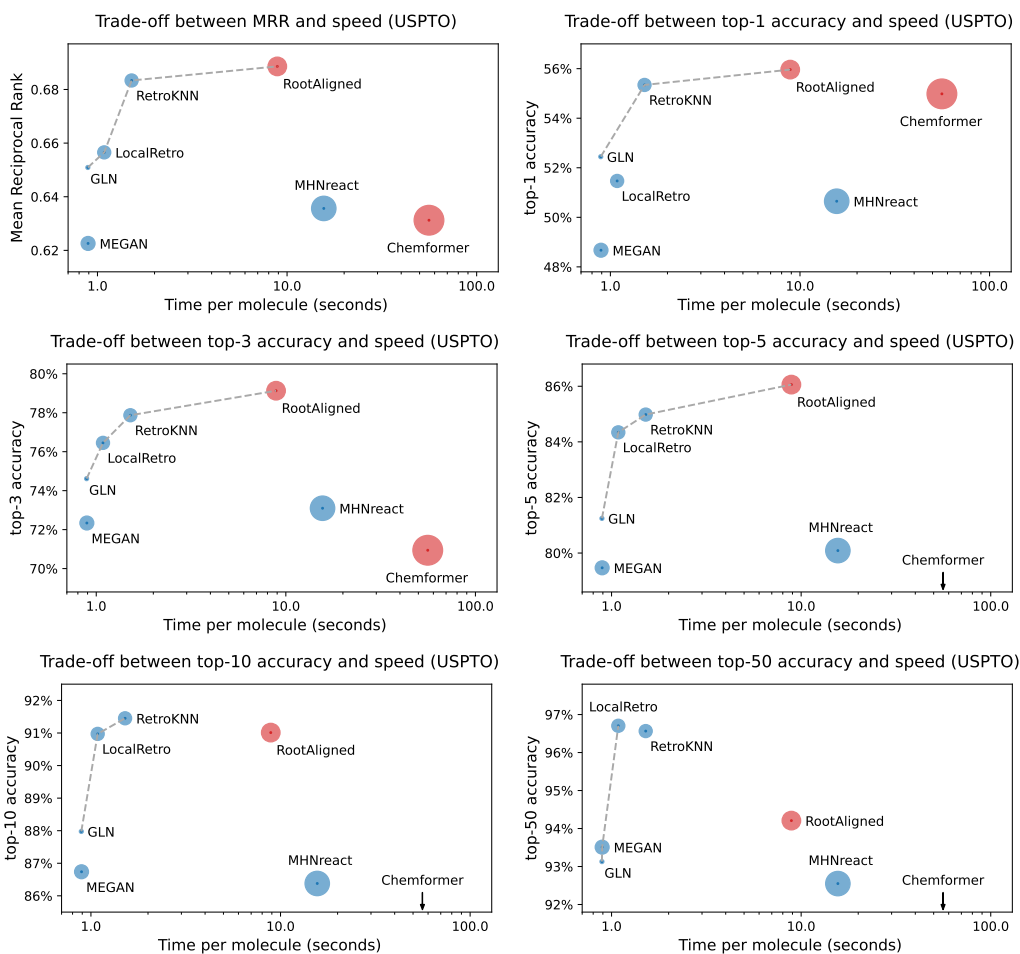 Trade-off between MRR and speed (USPTO)
Mean Reciprocal Rank
0.68
0.66
0.64
0.62
RootAligned
RetroKNN
LocalRetro
GLN
MHNreact
Chemformer
MEGAN
1.0
10.0
100.0
Time per molecule (seconds)
Trade-off between top-1 accuracy and speed (USPTO)
top-1 accuracy
56%
54%
52%
50%
48%
RootAligned
RetroKNN
Chemformer
GLN
LocalRetro
MHNreact
MEGAN
1.0
10.0
100.0
Time per molecule (seconds)
Trade-off between top-3 accuracy and speed (USPTO)
top-3 accuracy
80%
78%
76%
74%
72%
70%
RootAligned
RetroKNN
LocalRetro
GLN
MHNreact
MEGAN
Chemformer
1.0
10.0
100.0
Time per molecule (seconds)
Trade-off between top-5 accuracy and speed (USPTO)
top-5 accuracy
86%
84%
82%
80%
RootAligned
RetroKNN
LocalRetro
GLN
MHNreact
Chemformer
MEGAN
1.0
10.0
100.0
Time per molecule (seconds)
Trade-off between top-10 accuracy and speed (USPTO)
top-10 accuracy
92%
91%
90%
89%
88%
87%
86%
RetroKNN
LocalRetro
RootAligned
GLN
MHNreact
MEGAN
Chemformer
1.0
10.0
100.0
Time per molecule (seconds)
Trade-off between top-50 accuracy and speed (USPTO)
top-50 accuracy
97%
96%
95%
94%
93%
92%
LocalRetro
RetroKNN
RootAligned
MEGAN
GLN
MHNreact
Chemformer
1.0
10.0
100.0
Time per molecule (seconds)